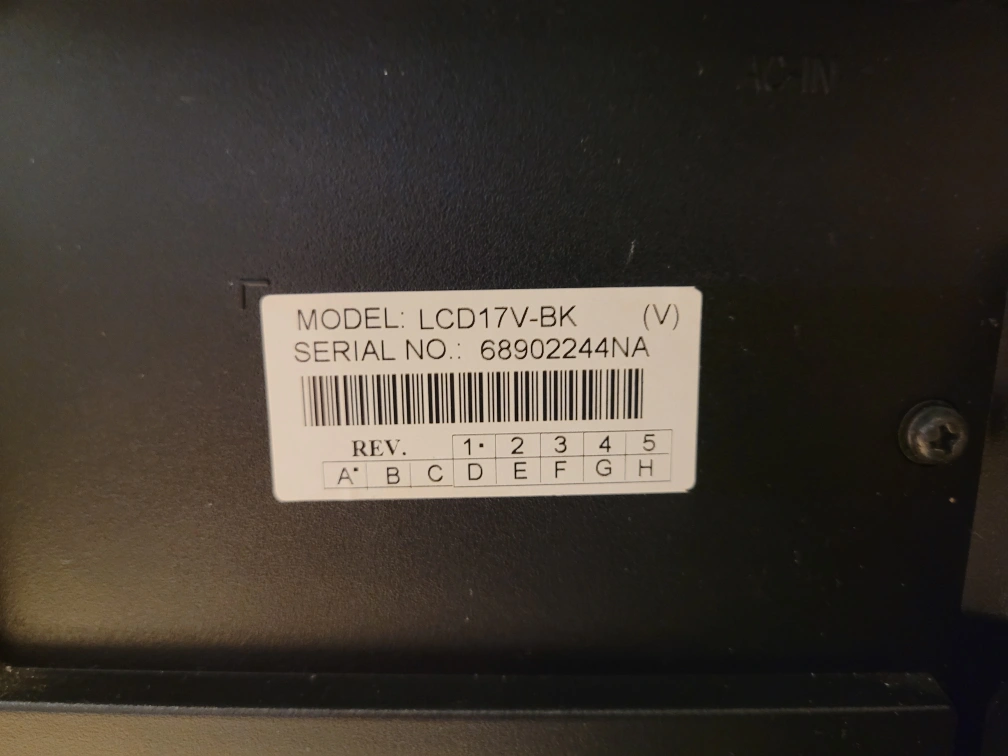 AC-IN
MODEL: LCD17V-BK (V)
SERIAL NO.: 68902244NA
REV. 1· 2 3 4 5
A· B C D E F G H